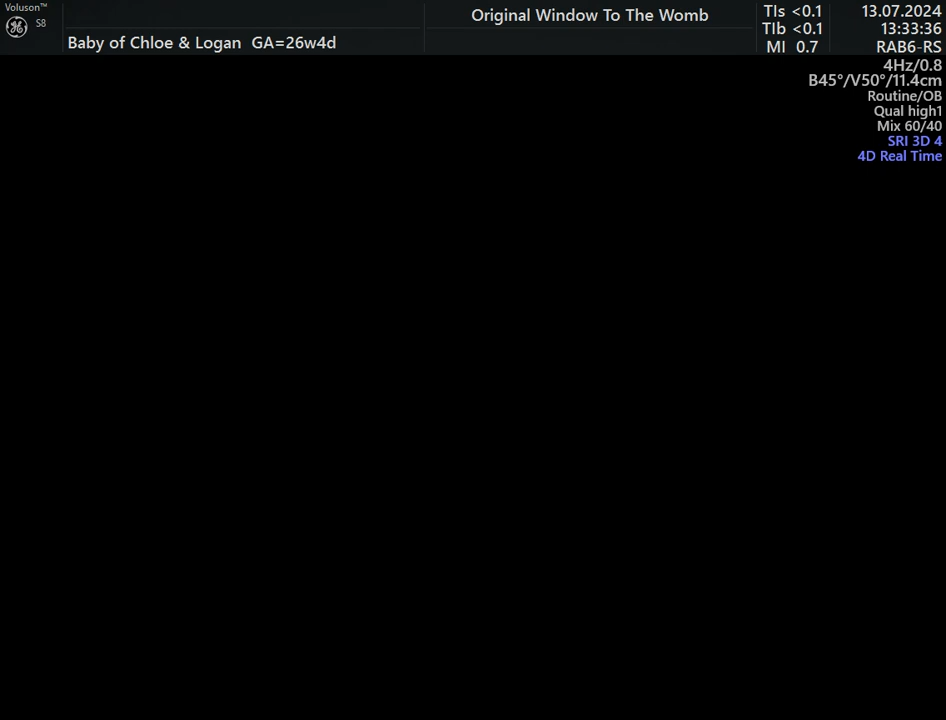 Voluson™
S8
Original Window To The Womb
Baby of Chloe & Logan GA=26w4d
TIs <0.1
TIb <0.1
MI 0.7
13.07.2024
13:33:36
RAB6-RS
4Hz/0.8
B45°/V50°/11.4cm
Routine/OB
Qual high1
Mix 60/40
SRI 3D 4
4D Real Time